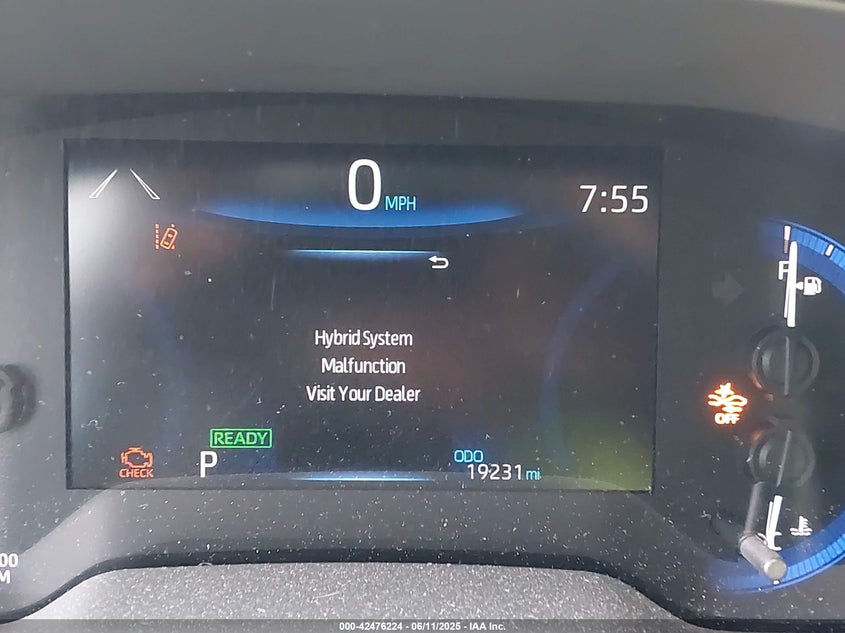 0 MPH
7:55
Hybrid System
Malfunction
Visit Your Dealer
READY
CHECK
P
ODO
19231 mi
F
OFF
C
00
M
000-42476224 - 06/11/2025 - IAA Inc.